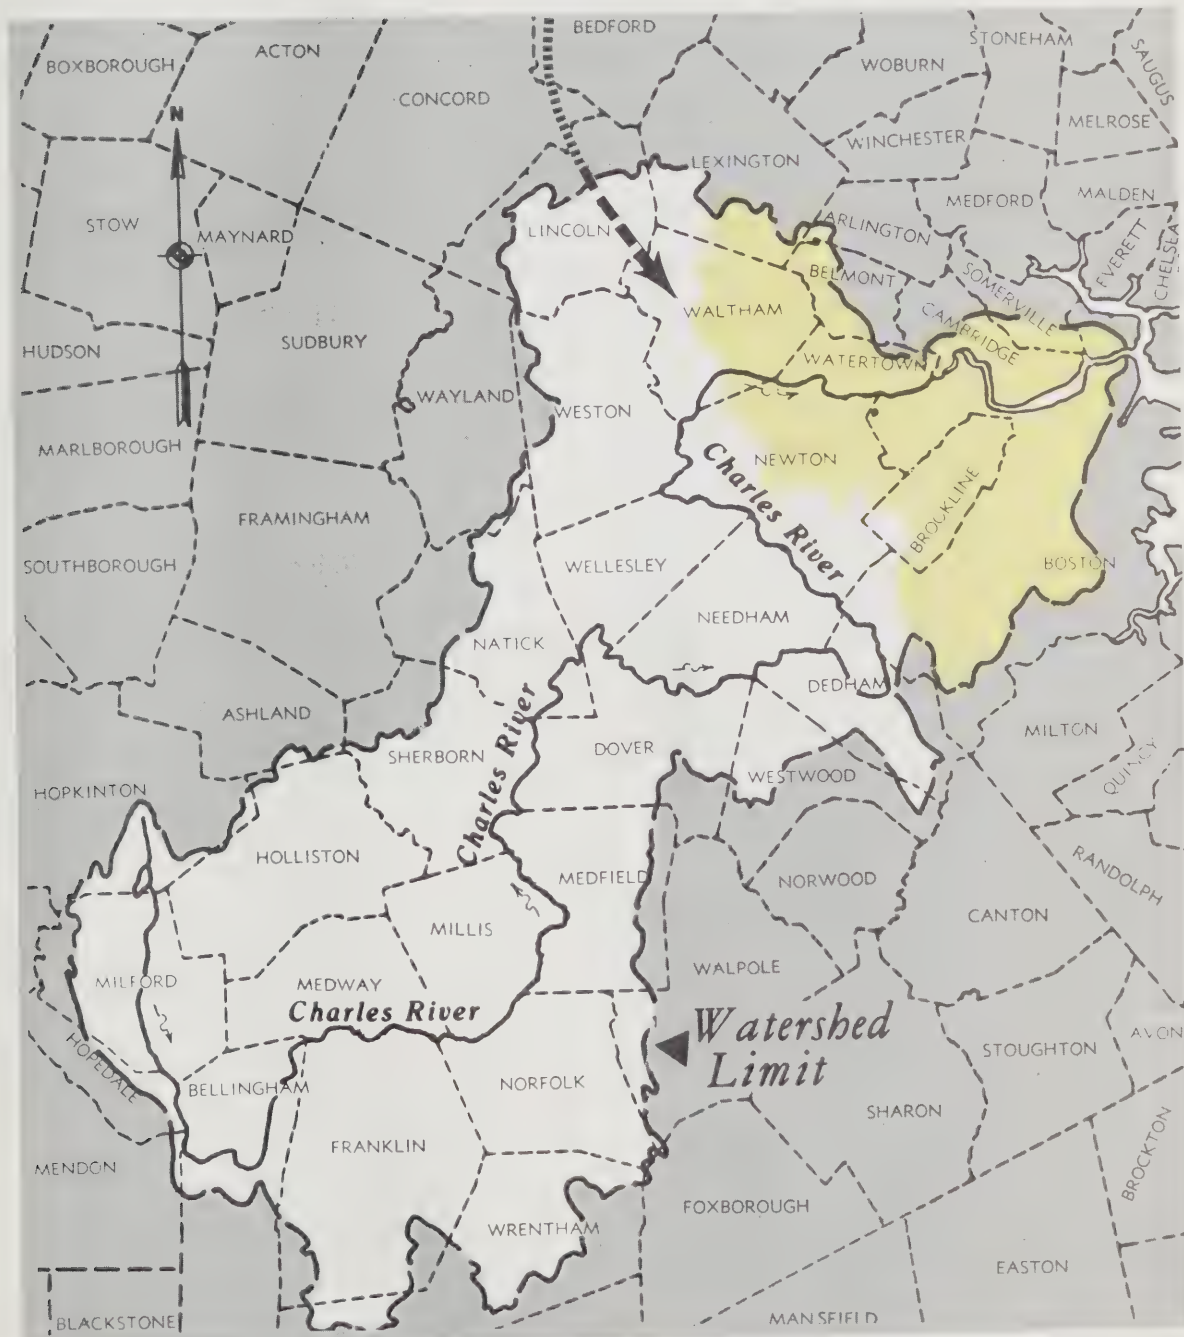 BEDFORD
STONEHAM
SAUGUS
ACTON
BOXBOROUGH
WOBURN
CONCORD
MELROSE
N
WINCHESTER
LEXINGTON
MEDFORD
MALDEN
STOW
MAYNARD
LINCOLN
ARLINGTON
EVERETT
CHELSEA
BELMONT
SOMERVILLE
WALTHAM
CAMBRIDGE
SUDBURY
HUDSON
WATERTOWN
WAYLAND
WESTON
MARLBOROUGH
NEWTON
Charles River
BROCKLINE
FRAMINGHAM
SOUTHBOROUGH
WELLESLEY
BOSTON
NEEDHAM
NATICK
DEDHAM
ASHLAND
Charles River
MILTON
SHERBORN
DOVER
QUINCY
WESTWOOD
HOPKINTON
HOLLISTON
RANDOLPH
MEDFIELD
NORWOOD
CANTON
MILLIS
WALPOLE
MILFORD
MEDWAY
Charles River
Watershed
Limit
AVON
STOUGHTON
HOPEDALE
BELLINGHAM
NORFOLK
SHARON
FRANKLIN
BROCKTON
MENDON
FOXBOROUGH
WRENTHAM
EASTON
BLACKSTONE
MANSFIELD